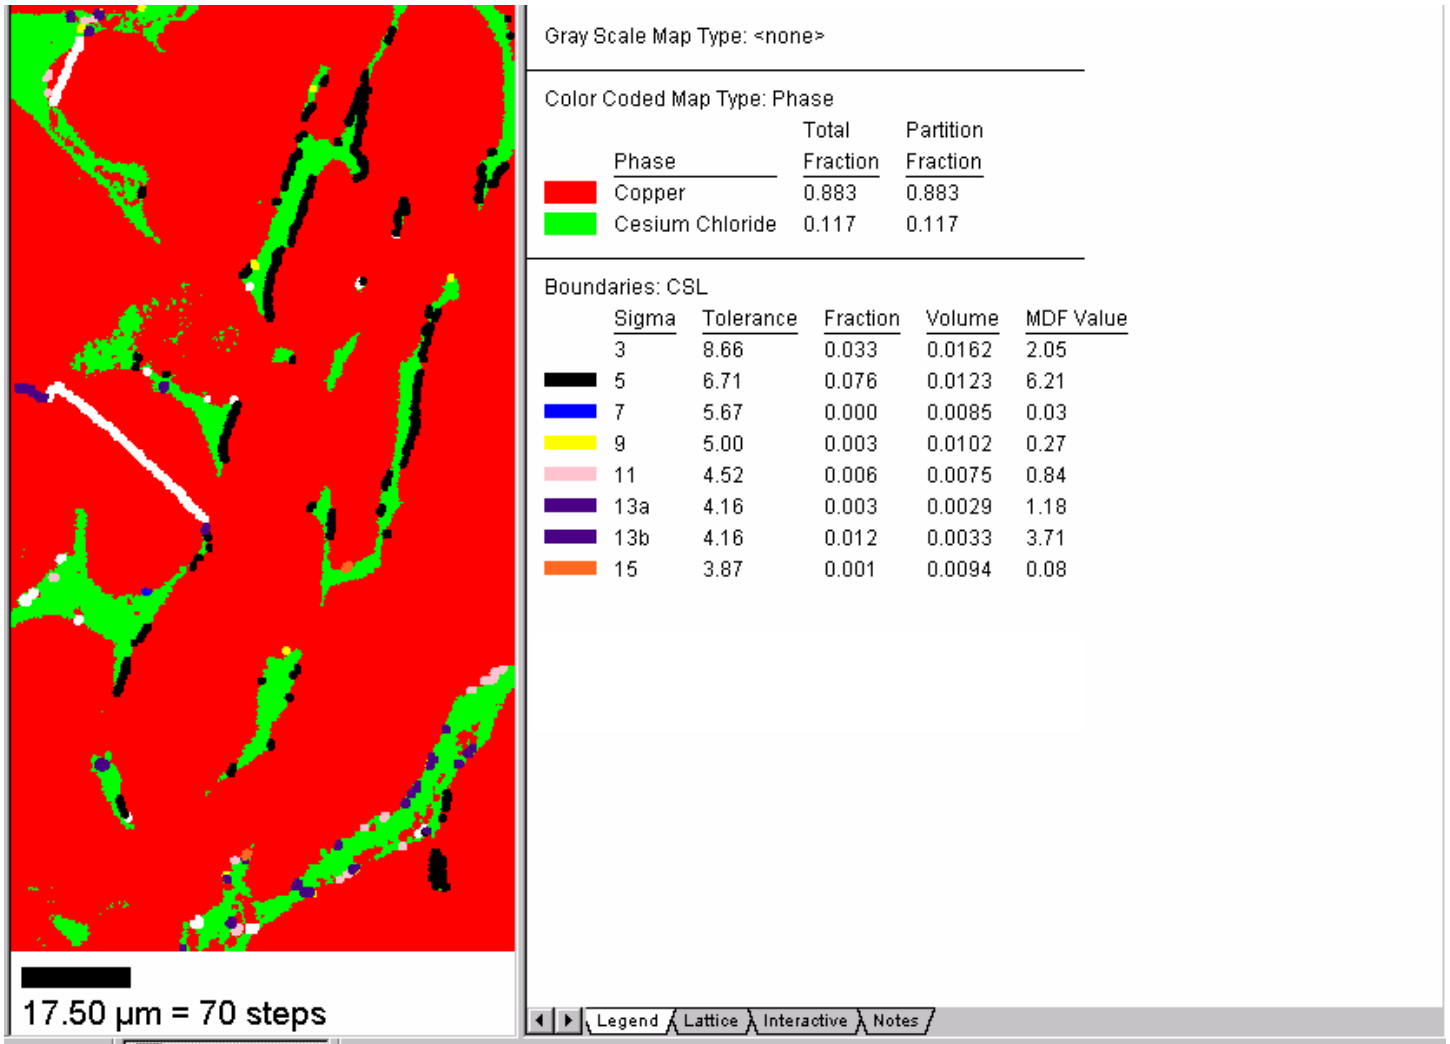 Gray Scale Map Type: <none>
Color Coded Map Type: Phase
Total Partition
Phase Fraction Fraction
Copper 0.883 0.883
Cesium Chloride 0.117 0.117
Boundaries: CSL
Sigma Tolerance Fraction Volume MDF Value
3 8.66 0.033 0.0162 2.05
5 6.71 0.076 0.0123 6.21
7 5.67 0.000 0.0085 0.03
9 5.00 0.003 0.0102 0.27
11 4.52 0.006 0.0075 0.84
13a 4.16 0.003 0.0029 1.18
13b 4.16 0.012 0.0033 3.71
15 3.87 0.001 0.0094 0.08
17.50 µm = 70 steps
Legend Lattice Interactive Notes